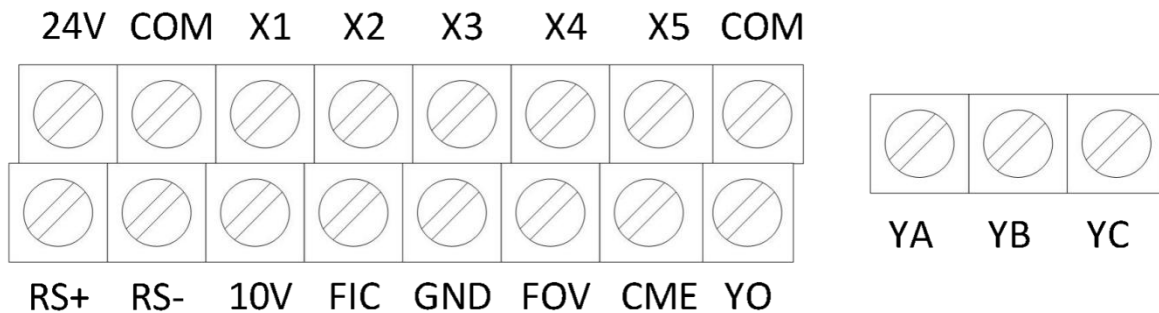 24V COM X1 X2 X3 X4 X5 COM
RS+ RS- 10V FIC GND FOV CME YO
YA YB YC